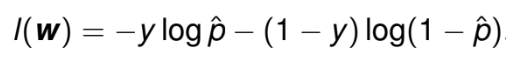 l(w) = −y log p̂ − (1 − y) log(1 − p̂).